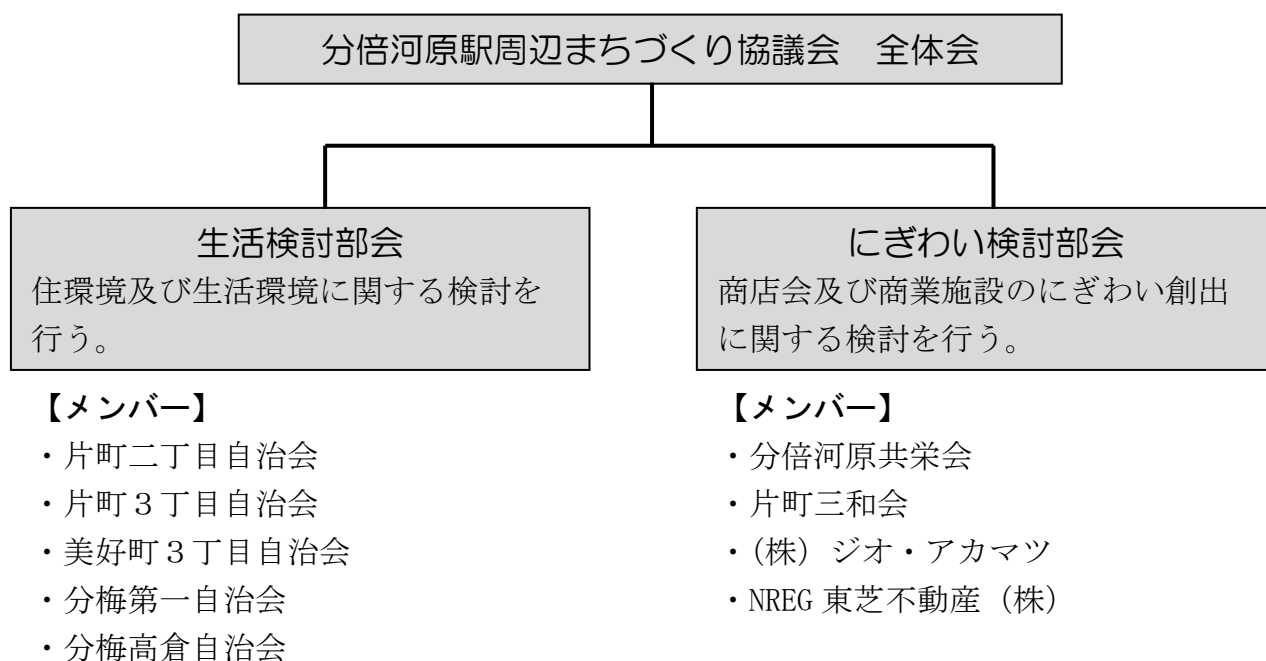 分倍河原駅周辺まちづくり協議会　全体会
生活検討部会
住環境及び生活環境に関する検討を
行う。
【メンバー】
・片町二丁目自治会
・片町３丁目自治会
・美好町３丁目自治会
・分梅第一自治会
・分梅高倉自治会
にぎわい検討部会
商店会及び商業施設のにぎわい創出
に関する検討を行う。
【メンバー】
・分倍河原共栄会
・片町三和会
・(株）ジオ・アカマツ
・NREG 東芝不動産（株）